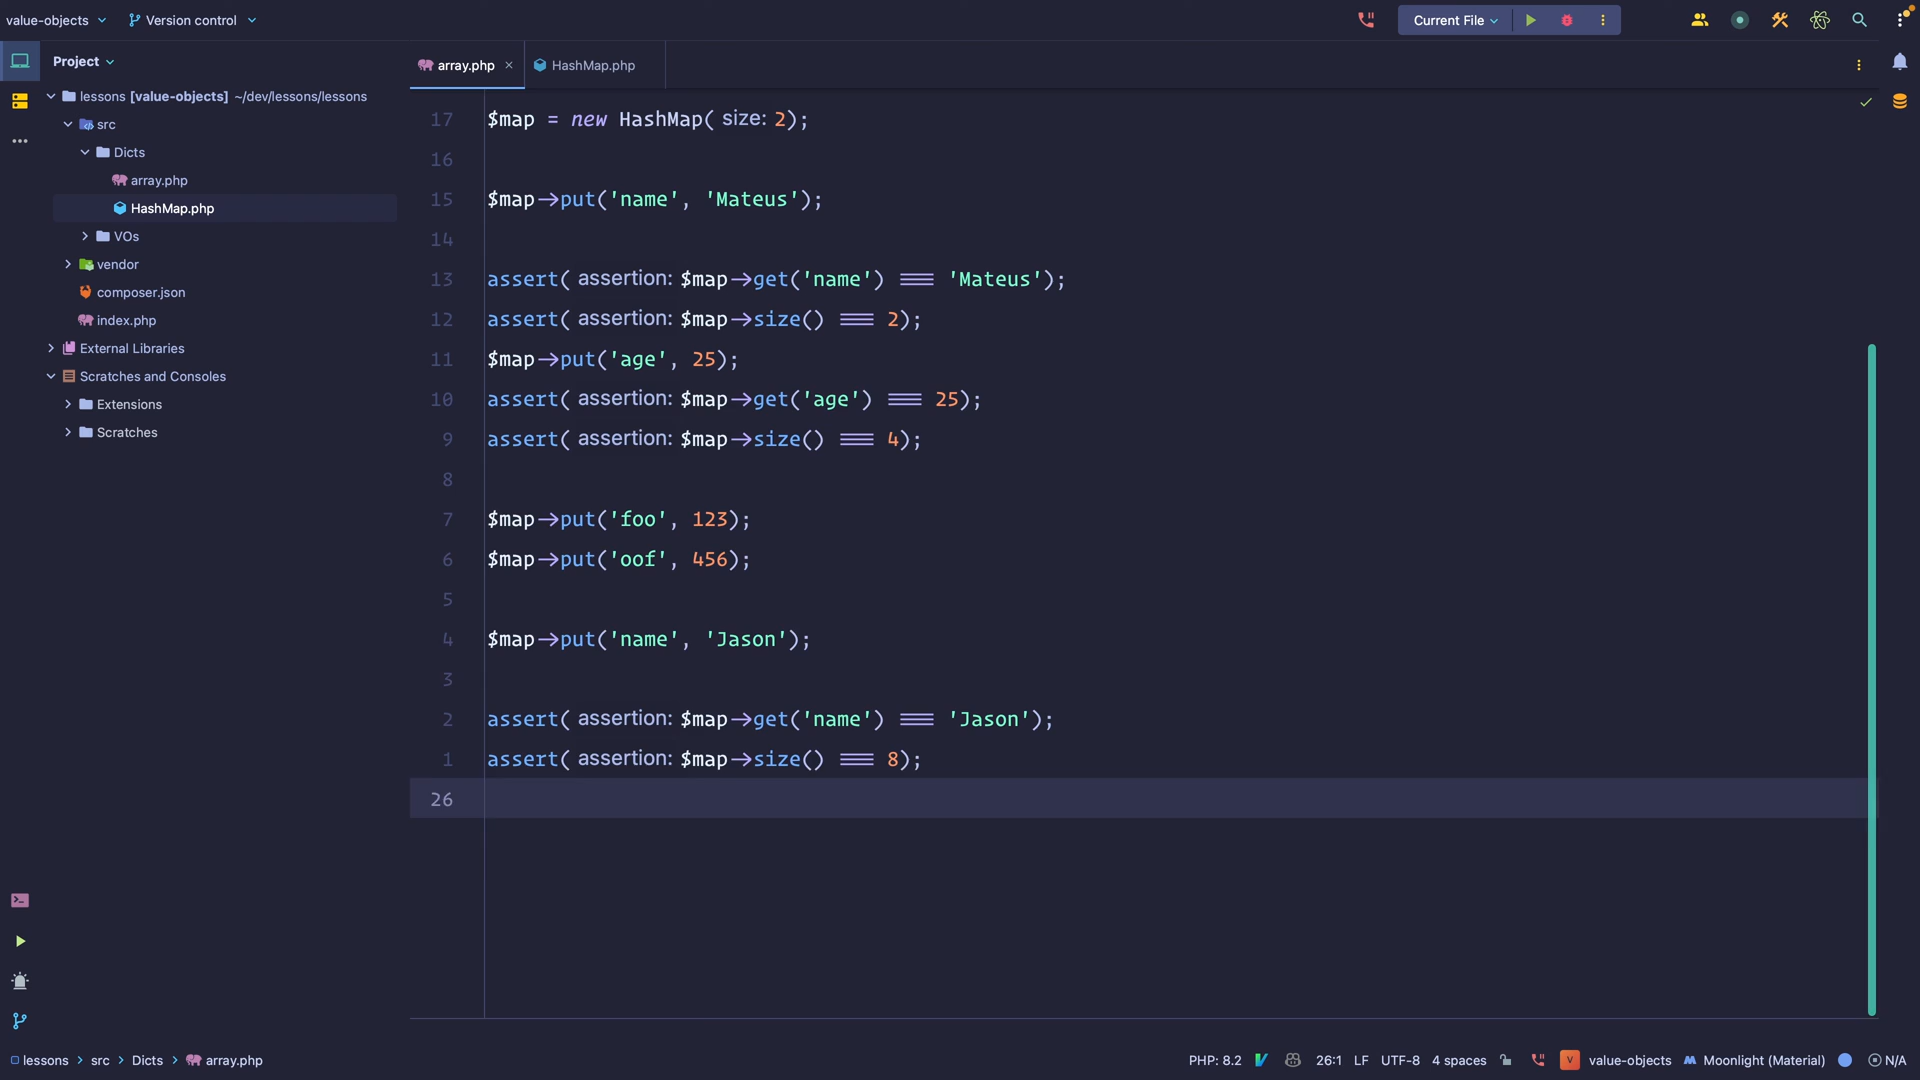 value-objects
Version control
Current File
Project
array.php
HashMap.php
lessons [value-objects] ~/dev/lessons/lessons
src
Dicts
array.php
HashMap.php
VOs
vendor
composer.json
index.php
External Libraries
Scratches and Consoles
Extensions
Scratches
17 $map = new HashMap( size: 2);
16
15 $map->put('name', 'Mateus');
14
13 assert( assertion: $map->get('name') === 'Mateus');
12 assert( assertion: $map->size() === 2);
11 $map->put('age', 25);
10 assert( assertion: $map->get('age') === 25);
9 assert( assertion: $map->size() === 4);
8
7 $map->put('foo', 123);
6 $map->put('oof', 456);
5
4 $map->put('name', 'Jason');
3
2 assert( assertion: $map->get('name') === 'Jason');
1 assert( assertion: $map->size() === 8);
26
lessons > src > Dicts > array.php
PHP: 8.2 26:1 LF UTF-8 4 spaces V value-objects Moonlight (Material) N/A